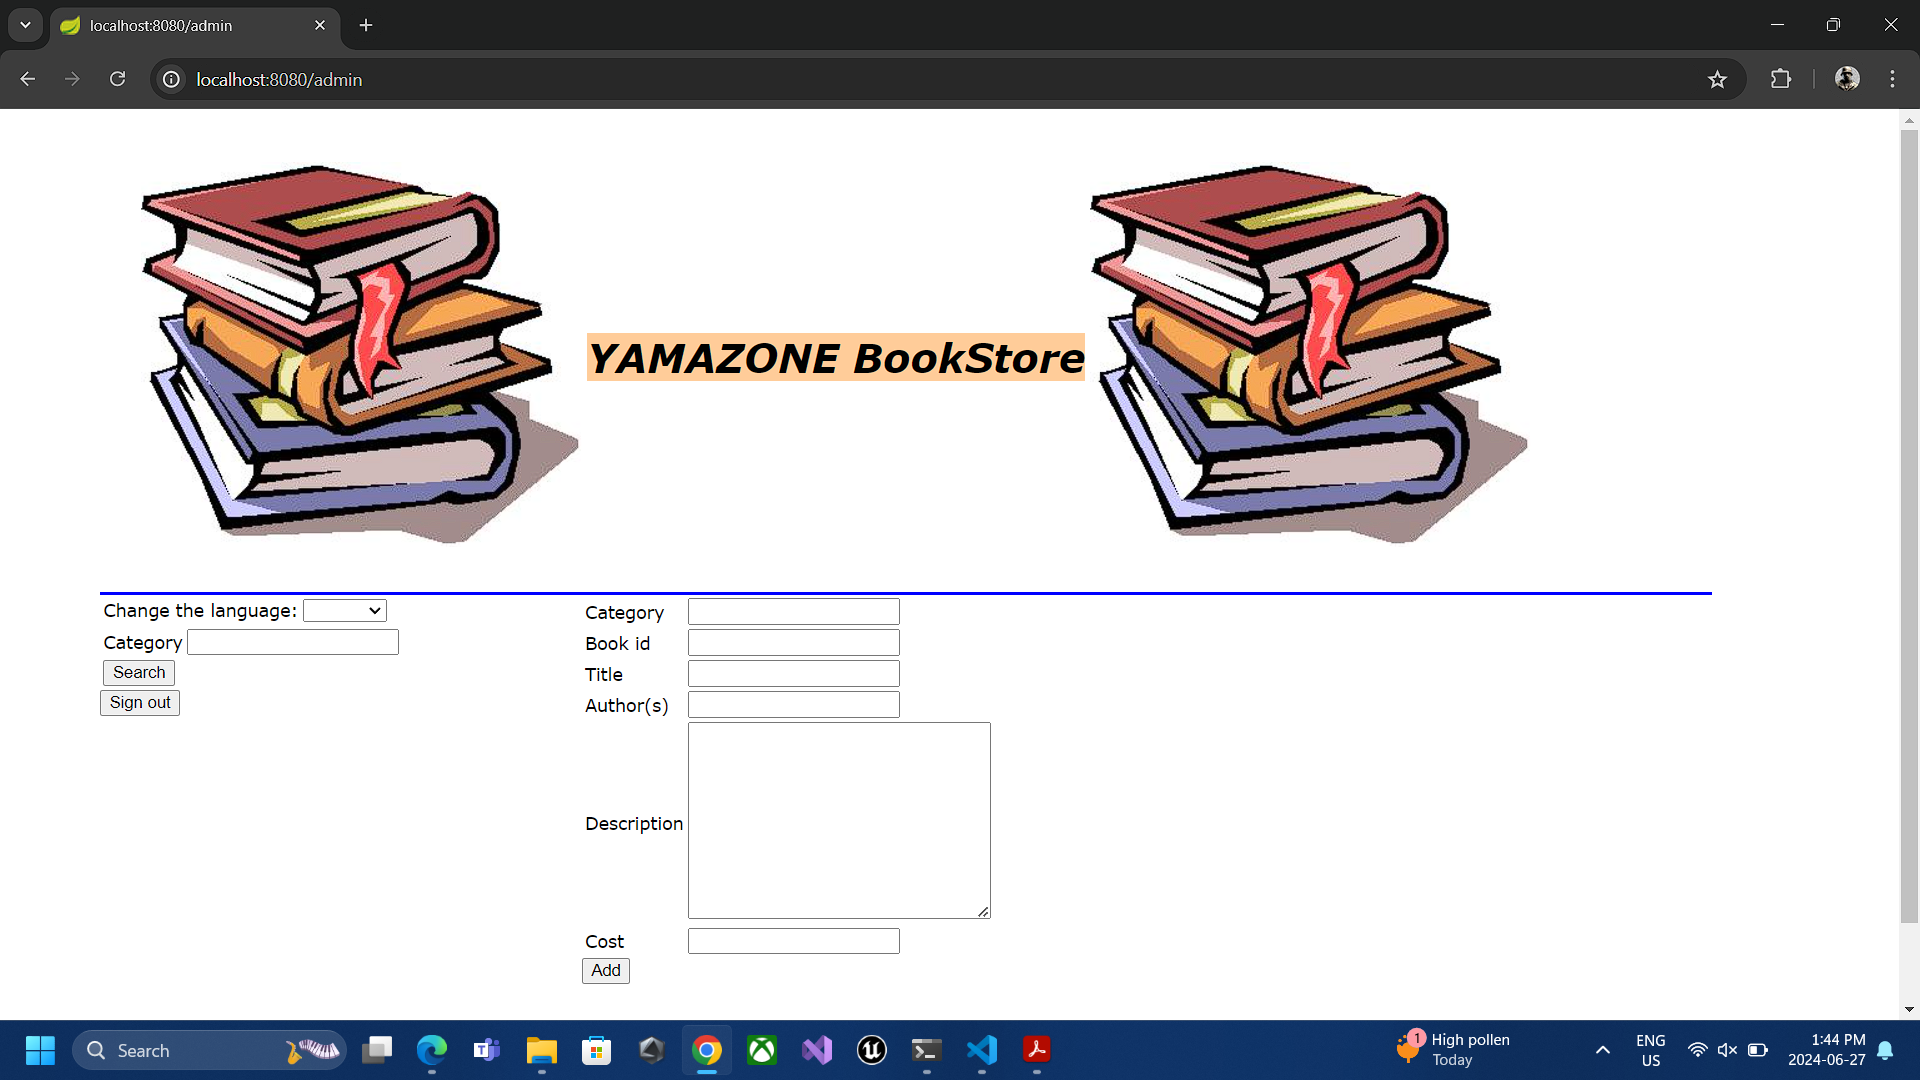 localhost:8080/admin
localhost:8080/admin
YAMAZONE BookStore
Change the language:
Category
Search
Sign out
Category
Book id
Title
Author(s)
Description
Cost
Add
Search
1
High pollen
Today
ENG
US
1:44 PM
2024-06-27